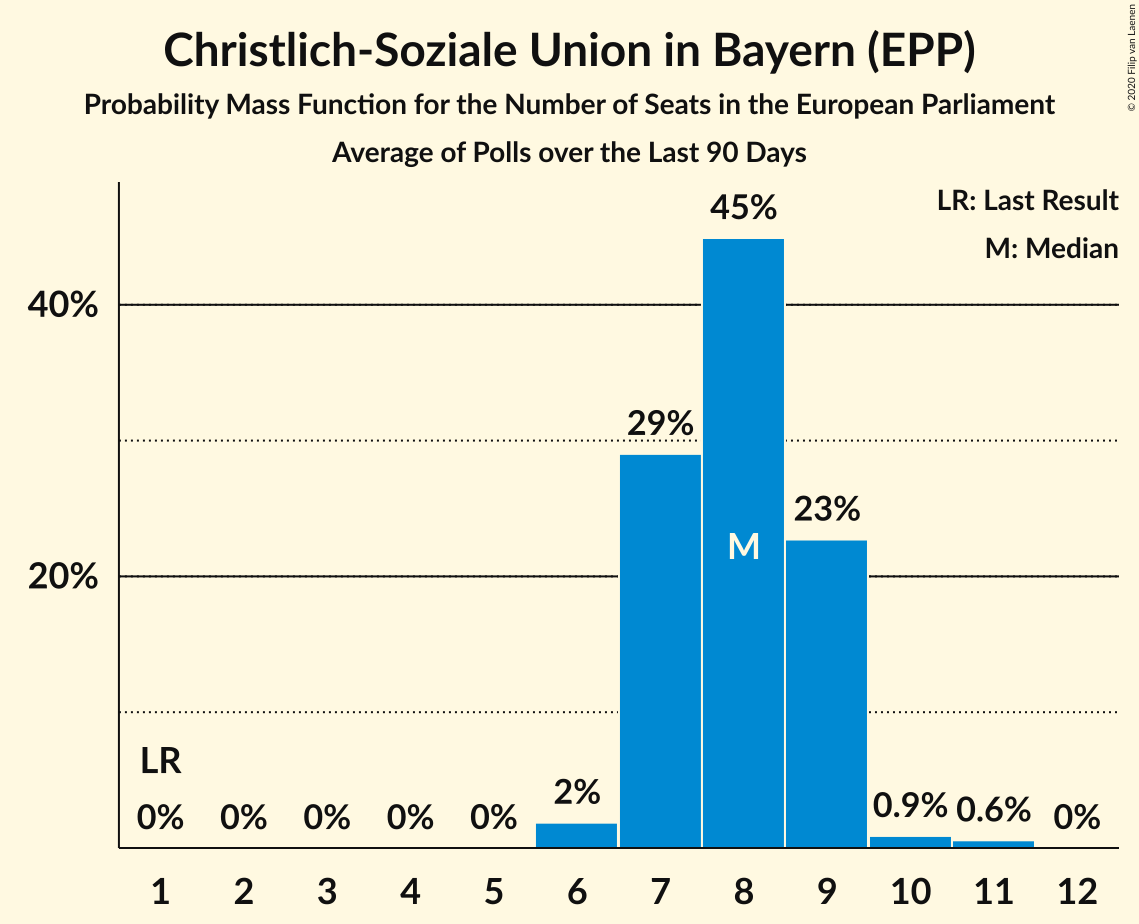 Christlich-Soziale Union in Bayern (EPP)
Probability Mass Function for the Number of Seats in the European Parliament
Average of Polls over the Last 90 Days
© 2020 Filip van Laenen
LR: Last Result
M: Median
45%
40%
29%
23%
M
20%
LR
0% 0% 0% 0% 0% 2% 0.9% 0.6% 0%
1 2 3 4 5 6 7 8 9 10 11 12